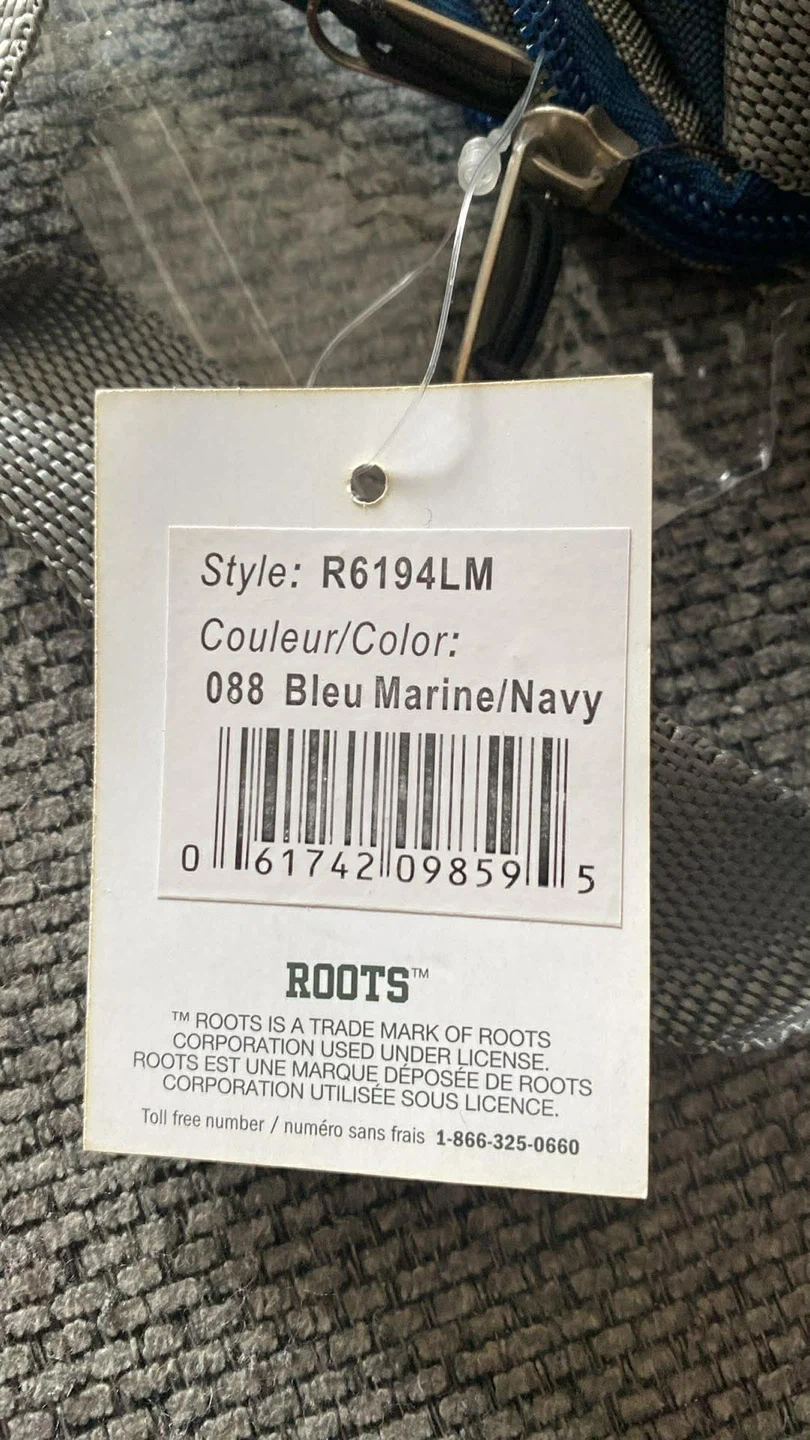 Style: R6194LM
Couleur/Color:
088 Bleu Marine/Navy
0 61742 09859 5
ROOTS™
™ ROOTS IS A TRADE MARK OF ROOTS
CORPORATION USED UNDER LICENSE.
ROOTS EST UNE MARQUE DÉPOSÉE DE ROOTS
CORPORATION UTILISÉE SOUS LICENCE.
Toll free number / numéro sans frais 1-866-325-0660